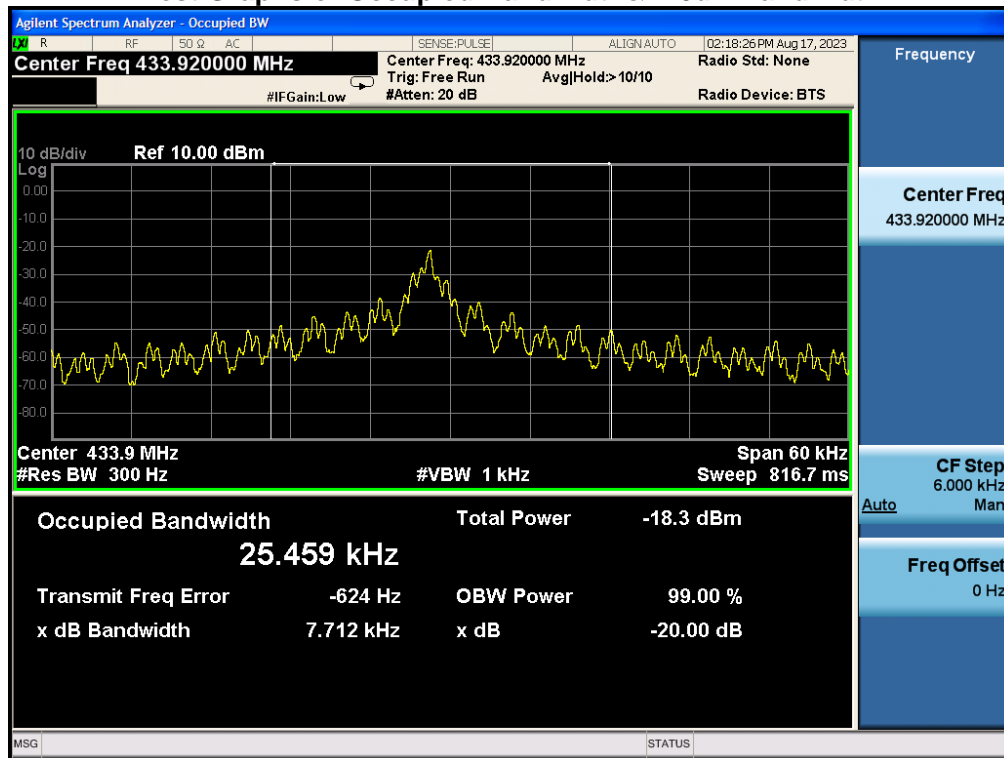 Agilent Spectrum Analyzer - Occupied BW
LXI R RF 50 Ω AC SENSE:PULSE ALIGN AUTO 02:18:26 PM Aug 17, 2023
Center Freq 433.920000 MHz
Center Freq: 433.920000 MHz Radio Std: None
Trig: Free Run Avg|Hold:>10/10
#IFGain:Low #Atten: 20 dB Radio Device: BTS
10 dB/div Ref 10.00 dBm
Log
0.00
-10.0
-20.0
-30.0
-40.0
-50.0
-60.0
-70.0
-80.0
Center 433.9 MHz Span 60 kHz
#Res BW 300 Hz #VBW 1 kHz Sweep 816.7 ms
Occupied Bandwidth Total Power -18.3 dBm
25.459 kHz
Transmit Freq Error -624 Hz OBW Power 99.00 %
x dB Bandwidth 7.712 kHz x dB -20.00 dB
MSG STATUS
Frequency
Center Freq
433.920000 MHz
CF Step
6.000 kHz
Auto Man
Freq Offset
0 Hz